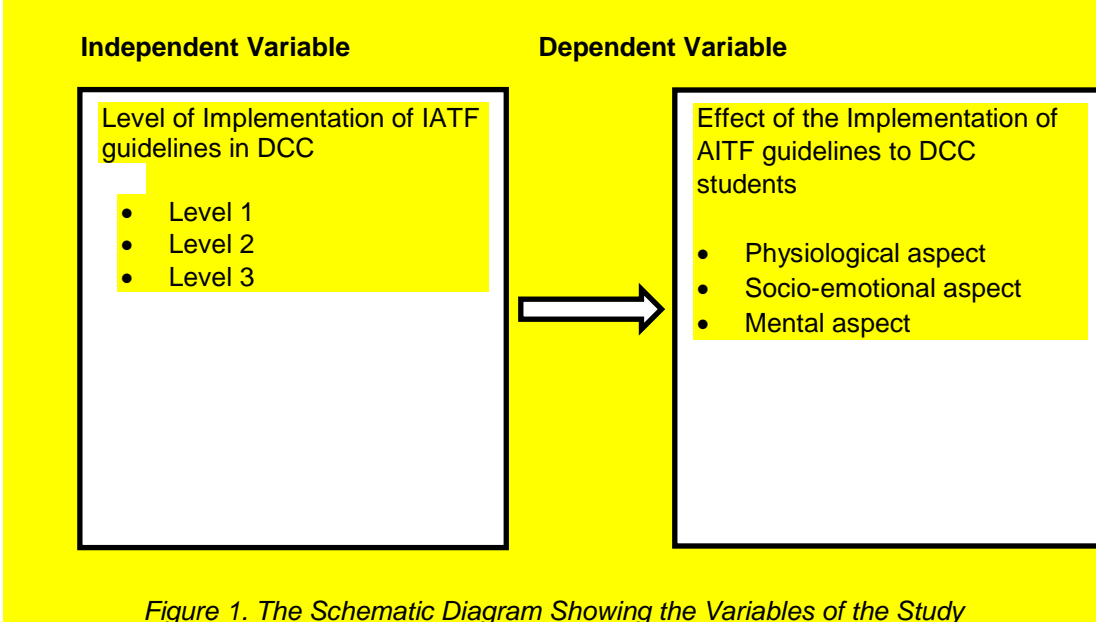 Independent Variable
Dependent Variable
Level of Implementation of IATF
guidelines in DCC
• Level 1
• Level 2
• Level 3
Effect of the Implementation of
AITF guidelines to DCC
students
• Physiological aspect
• Socio-emotional aspect
• Mental aspect
Figure 1. The Schematic Diagram Showing the Variables of the Study